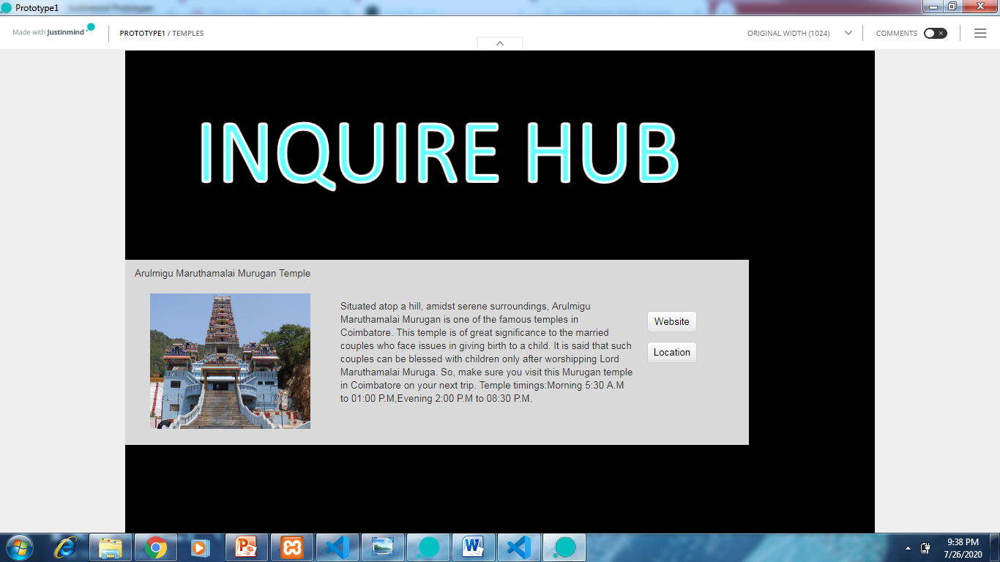 Prototype1
Made with Justinmind
PROTOTYPE1 / TEMPLES
ORIGINAL WIDTH (1024)
COMMENTS
INQUIRE HUB
Arulmigu Maruthamalai Murugan Temple
Situated atop a hill, amidst serene surroundings, Arulmigu
Maruthamalai Murugan is one of the famous temples in
Coimbatore. This temple is of great significance to the married
couples who face issues in giving birth to a child. It is said that such
couples can be blessed with children only after worshipping Lord
Maruthamalai Muruga. So, make sure you visit this Murugan temple
in Coimbatore on your next trip. Temple timings:Morning 5:30 A.M
to 01:00 P.M,Evening 2:00 P.M to 08:30 P.M.
Website
Location
9:38 PM
7/26/2020